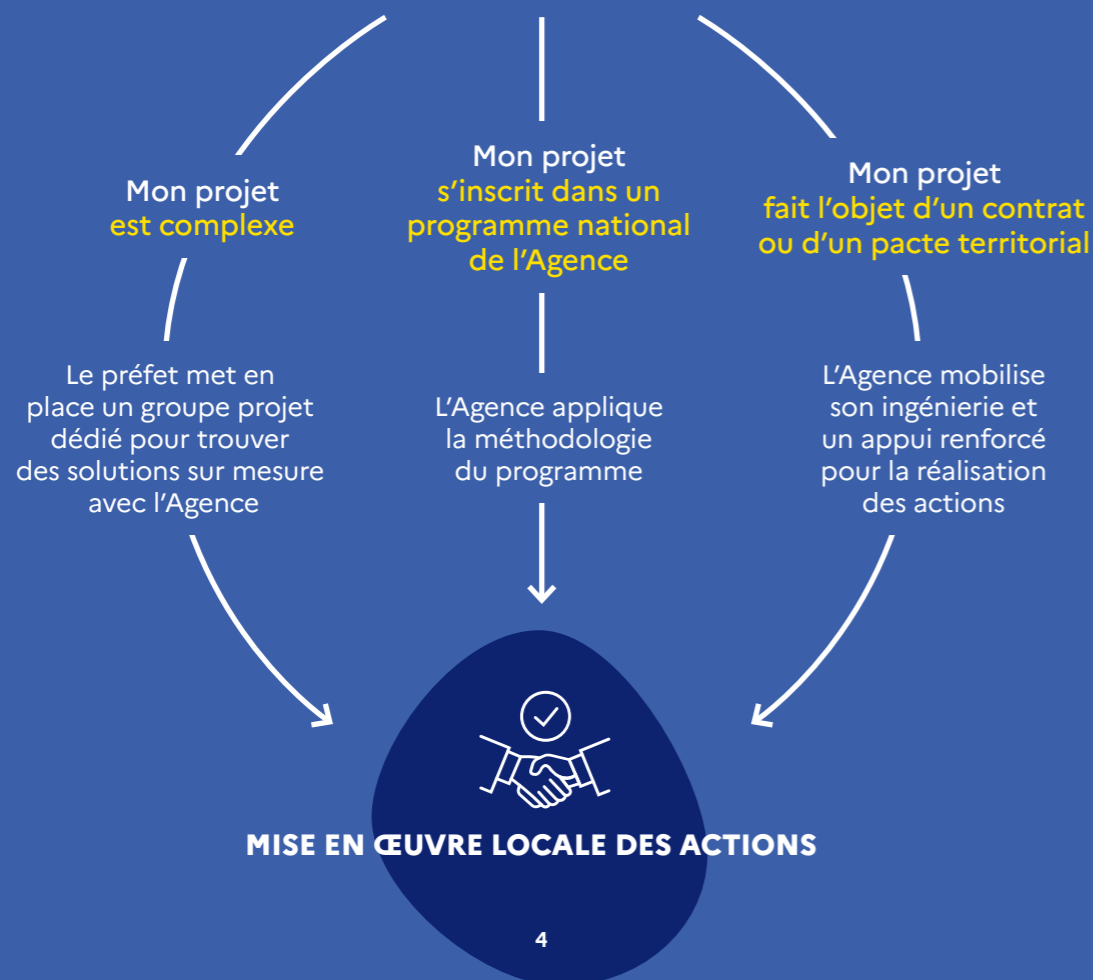 Mon projet
est complexe
Mon projet
s'inscrit dans un
programme national
de l'Agence
Mon projet
fait l'objet d'un contrat
ou d'un pacte territorial
Le préfet met en
place un groupe projet
dédié pour trouver
des solutions sur mesure
avec l'Agence
L'Agence applique
la méthodologie
du programme
L'Agence mobilise
son ingénierie et
un appui renforcé
pour la réalisation
des actions
MISE EN ŒUVRE LOCALE DES ACTIONS
4